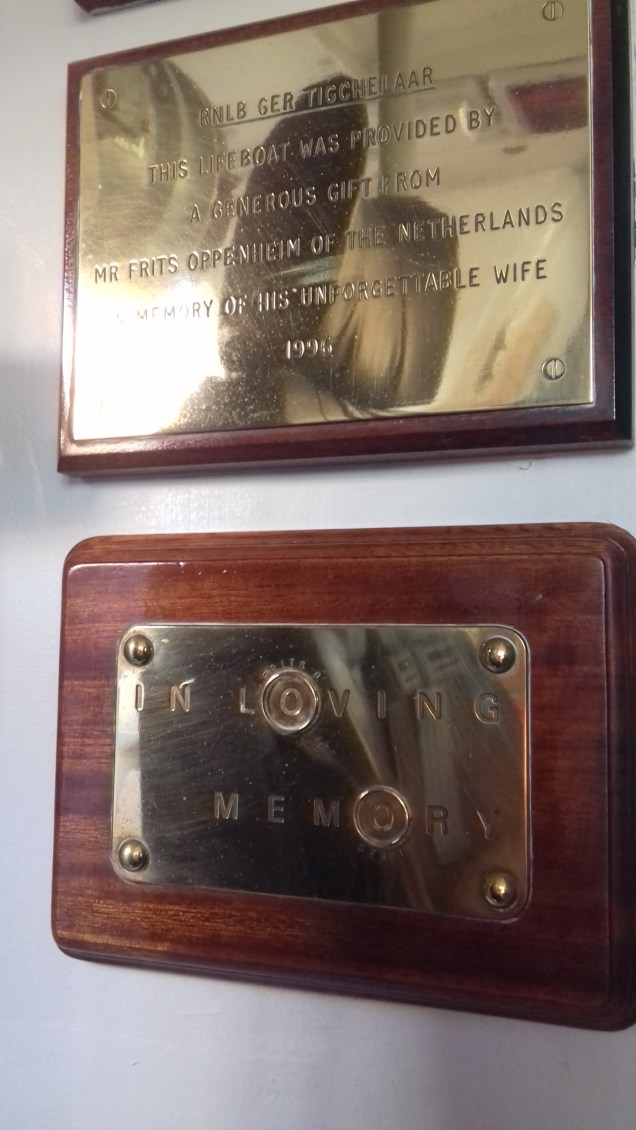 RNLB GER TIGCHELAAR
THIS LIFEBOAT WAS PROVIDED BY
A GENEROUS GIFT FROM
MR FRITS OPPENHEIM OF THE NETHERLANDS
IN MEMORY OF HIS UNFORGETTABLE WIFE
1996
IN LOVING
MEMORY